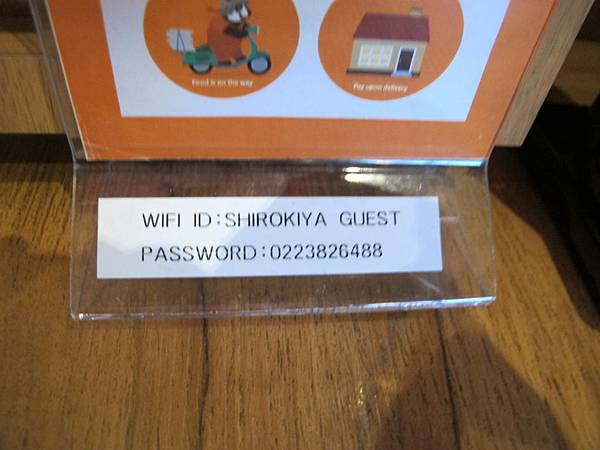 Food is on the way
Pay upon delivery
WIFI ID:SHIROKIYA GUEST
PASSWORD:0223826488